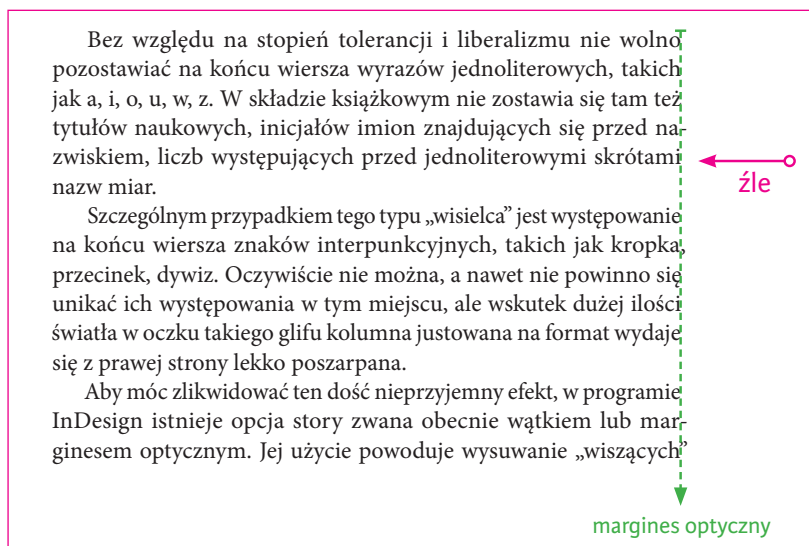 Bez względu na stopień tolerancji i liberalizmu nie wolno
pozostawiać na końcu wiersza wyrazów jednoliterowych, takich
jak a, i, o, u, w, z. W składzie książkowym nie zostawia się tam też
tytułów naukowych, inicjałów imion znajdujących się przed na-
zwiskiem, liczb występujących przed jednoliterowymi skrótami
nazw miar.
Szczególnym przypadkiem tego typu „wisielca” jest występowanie
na końcu wiersza znaków interpunkcyjnych, takich jak kropka,
przecinek, dywiz. Oczywiście nie można, a nawet nie powinno się
unikać ich występowania w tym miejscu, ale wskutek dużej ilości
światła w oczku takiego glifu kolumna justowana na format wydaje
się z prawej strony lekko poszarpana.
Aby móc zlikwidować ten dość nieprzyjemny efekt, w programie
InDesign istnieje opcja story zwana obecnie wątkiem lub mar-
ginesem optycznym. Jej użycie powoduje wysuwanie „wiszących”
źle
margines optyczny